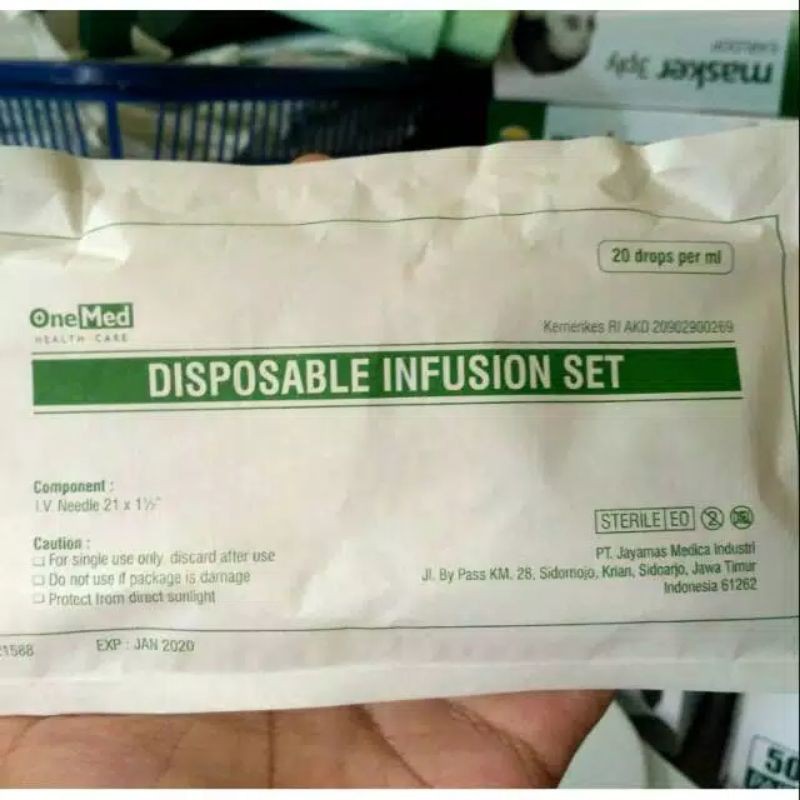 masker 3ply
EARLOOP
20 drops per ml
OneMed
HEALTH CARE
Kemenkes RI AKD 20902900269
DISPOSABLE INFUSION SET
Component :
I.V. Needle 21 x 1½"
Caution :
For single use only, discard after use
Do not use if package is damage
Protect from direct sunlight
STERILE EO
PT. Jayamas Medica Industri
Jl. By Pass KM. 28, Sidomojo, Krian, Sidoarjo, Jawa Timur
Indonesia 61262
1588
EXP : JAN 2020
50